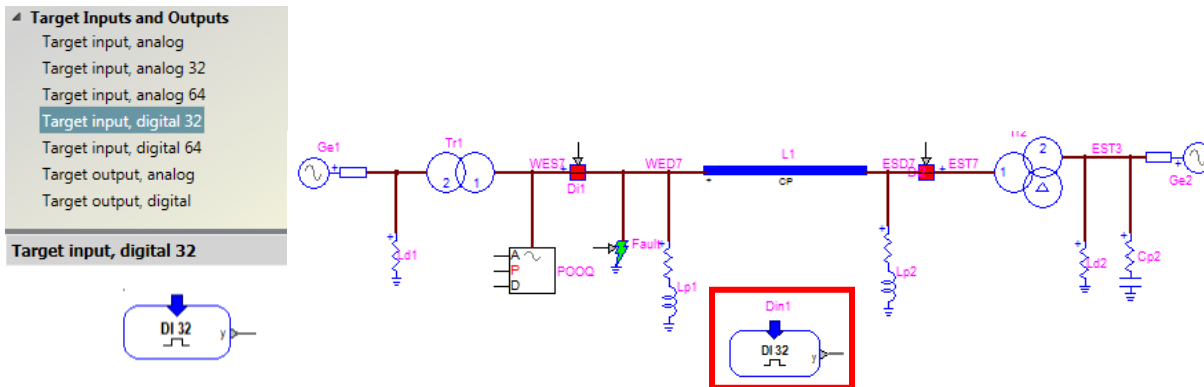 Target Inputs and Outputs
Target input, analog
Target input, analog 32
Target input, analog 64
Target input, digital 32
Target input, digital 64
Target output, analog
Target output, digital
Target input, digital 32
DI 32
y
Ge1
+
2
Tr1
1
Ld1
+
WES7
+
Di1
A
P
D
POOQ
Fault
WED7
+
Lp1
L1
+
CP
ESD7
+
EST7
+
Lp2
1
2
EST3
+
Ld2
+
Cp2
+
Ge2
Din1
DI 32
y